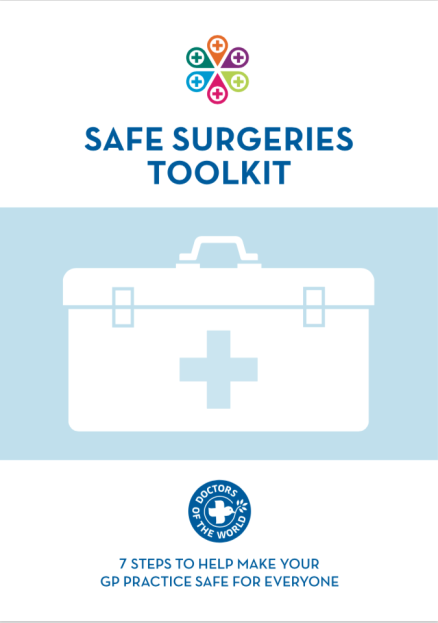 SAFE SURGERIES
TOOLKIT
DOCTORS
OF THE WORLD
7 STEPS TO HELP MAKE YOUR
GP PRACTICE SAFE FOR EVERYONE